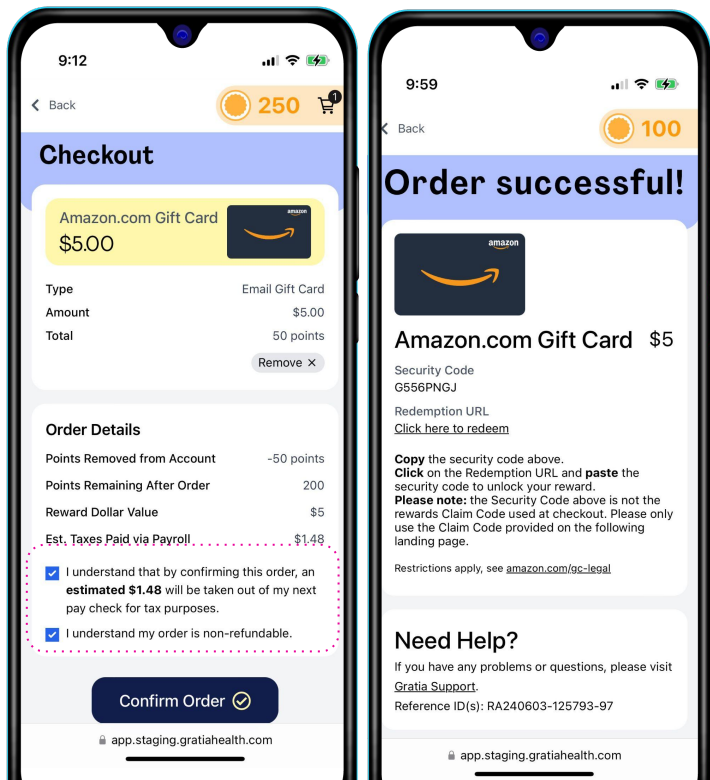 9:12
Back
250
1
Checkout
Amazon.com Gift Card
$5.00
amazon
Type Email Gift Card
Amount $5.00
Total 50 points
Remove ×
Order Details
Points Removed from Account -50 points
Points Remaining After Order 200
Reward Dollar Value $5
Est. Taxes Paid via Payroll $1.48
I understand that by confirming this order, an
estimated $1.48 will be taken out of my next
pay check for tax purposes.
I understand my order is non-refundable.
Confirm Order
app.staging.gratiahealth.com
9:59
Back
100
Order successful!
amazon
Amazon.com Gift Card $5
Security Code
G556PNGJ
Redemption URL
Click here to redeem
Copy the security code above.
Click on the Redemption URL and paste the
security code to unlock your reward.
Please note: the Security Code above is not the
rewards Claim Code used at checkout. Please only
use the Claim Code provided on the following
landing page.
Restrictions apply, see amazon.com/gc-legal
Need Help?
If you have any problems or questions, please visit
Gratia Support.
Reference ID(s): RA240603-125793-97
app.staging.gratiahealth.com